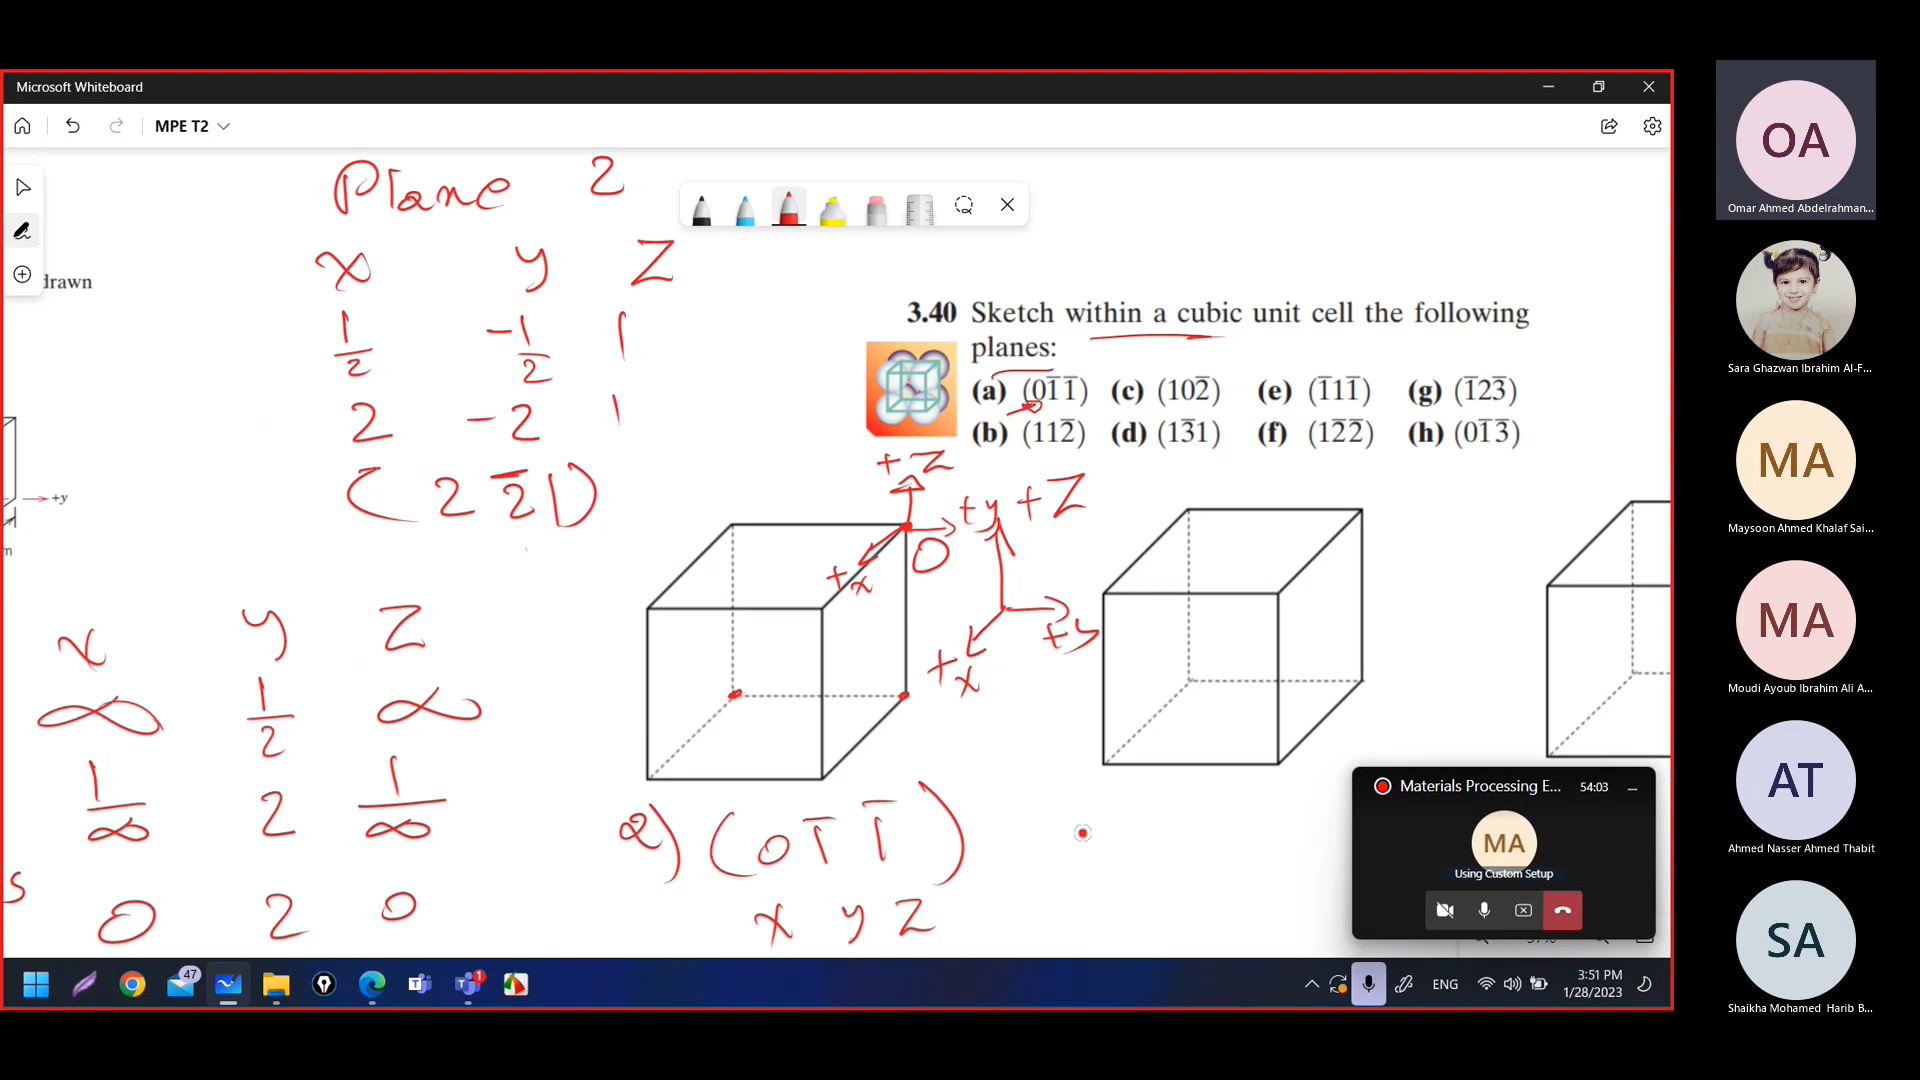 Microsoft Whiteboard
MPE T2
drawn
+y
m
Plane 2
x y Z
1/2 -1/2 1
2 -2 1
(2 2̅ 1)
x y Z
∞ 1/2 ∞
1/∞ 2 1/∞
s 0 2 0
3.40 Sketch within a cubic unit cell the following
planes:
(a) (01̅1̅) (c) (102̅) (e) (1̅11̅) (g) (1̅23̅)
(b) (112̅) (d) (13̅1) (f) (12̅2̅) (h) (01̅3̅)
+Z
+y
O
+x
+Z
+y
+x
a) (0 1̅ 1̅)
x y Z
Materials Processing E... 54:03
MA
Using Custom Setup
47
1
ENG
3:51 PM
1/28/2023
OA
Omar Ahmed Abdelrahman...
Sara Ghazwan Ibrahim Al-F...
MA
Maysoon Ahmed Khalaf Sai...
MA
Moudi Ayoub Ibrahim Ali A...
AT
Ahmed Nasser Ahmed Thabit
SA
Shaikha Mohamed Harib B...